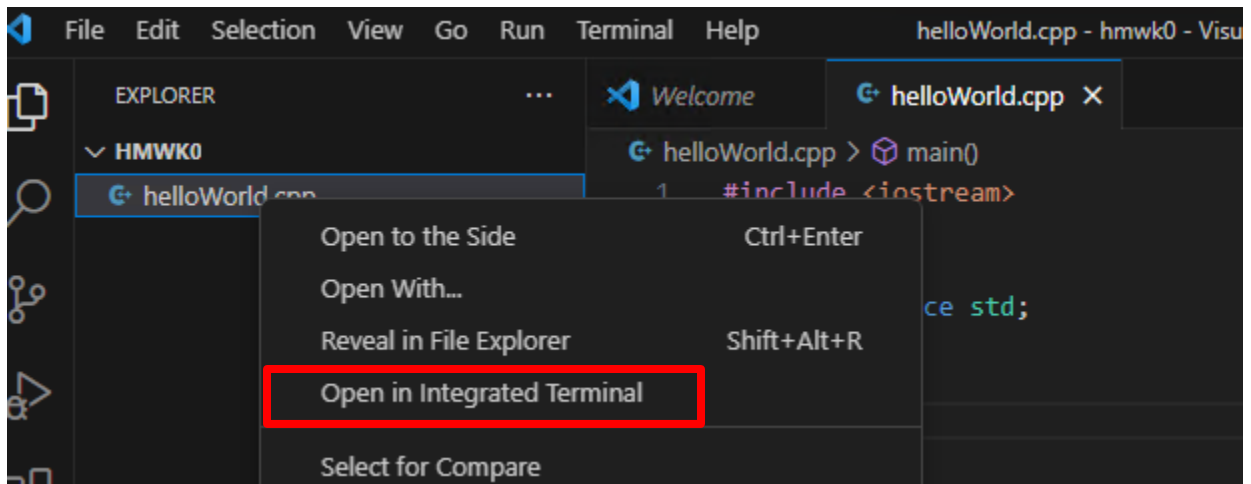 File Edit Selection View Go Run Terminal Help helloWorld.cpp - hmwk0 - Visu
EXPLORER ... Welcome helloWorld.cpp ×
HMWK0 helloWorld.cpp > main()
helloWorld.cpp 1 #include <iostream>
Open to the Side Ctrl+Enter
Open With...
ce std;
Reveal in File Explorer Shift+Alt+R
Open in Integrated Terminal
Select for Compare